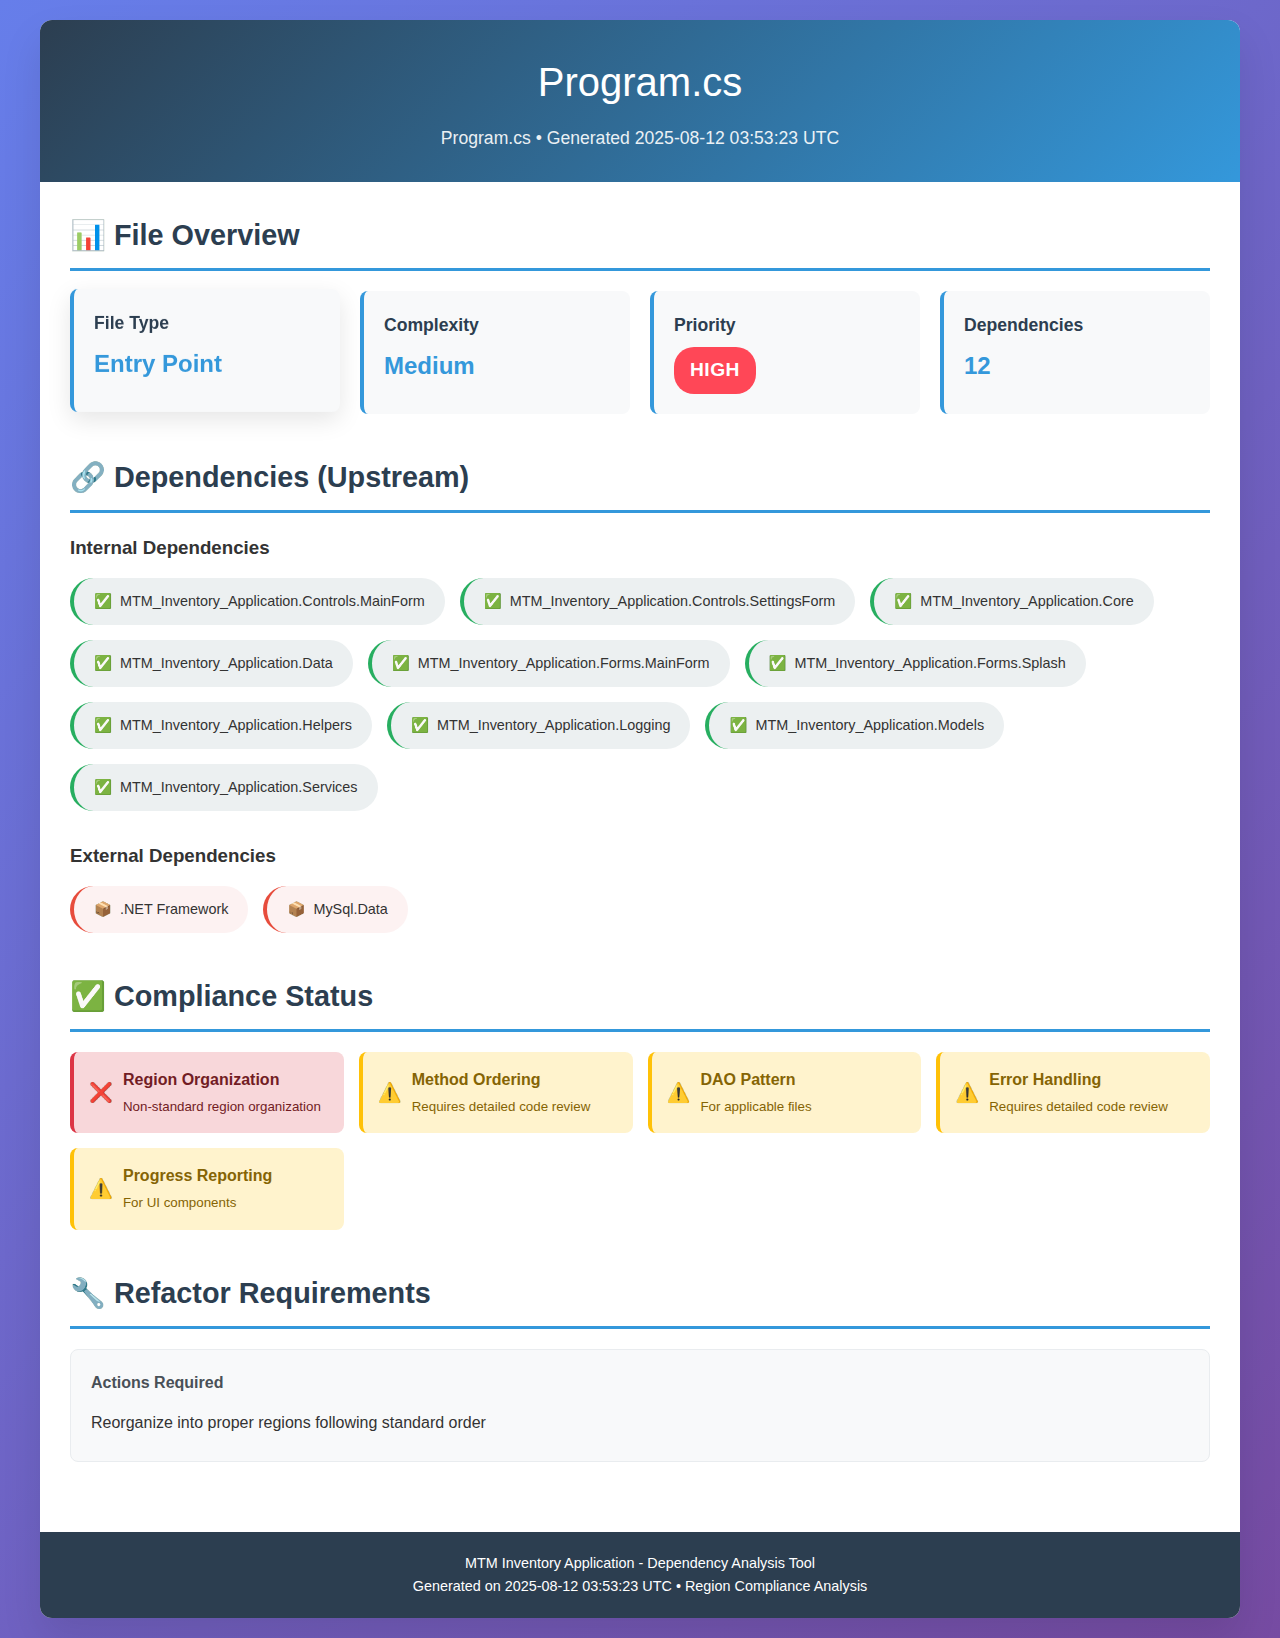 Program.cs
Program.cs • Generated 2025-08-12 03:53:23 UTC
📊 File Overview
File Type
Entry Point
Complexity
Medium
Priority
HIGH
Dependencies
12
🔗 Dependencies (Upstream)
Internal Dependencies
✅ MTM_Inventory_Application.Controls.MainForm
✅ MTM_Inventory_Application.Controls.SettingsForm
✅ MTM_Inventory_Application.Core
✅ MTM_Inventory_Application.Data
✅ MTM_Inventory_Application.Forms.MainForm
✅ MTM_Inventory_Application.Forms.Splash
✅ MTM_Inventory_Application.Helpers
✅ MTM_Inventory_Application.Logging
✅ MTM_Inventory_Application.Models
✅ MTM_Inventory_Application.Services
External Dependencies
📦 .NET Framework
📦 MySql.Data
✅ Compliance Status
❌ Region Organization
Non-standard region organization
⚠️ Method Ordering
Requires detailed code review
⚠️ DAO Pattern
For applicable files
⚠️ Error Handling
Requires detailed code review
⚠️ Progress Reporting
For UI components
🔧 Refactor Requirements
Actions Required
Reorganize into proper regions following standard order
MTM Inventory Application - Dependency Analysis Tool
Generated on 2025-08-12 03:53:23 UTC • Region Compliance Analysis